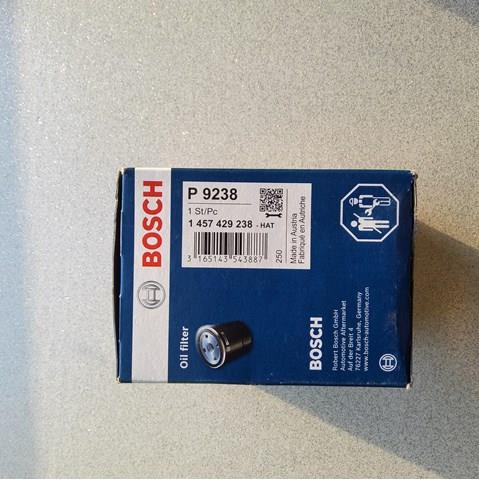 BOSCH
P 9238
1 St/Pc
1 457 429 238 - HAT
3 165143 543887
250
Made in Austria
Fabriqué en Autriche
Oil filter
BOSCH
Robert Bosch GmbH
Automotive Aftermarket
Auf der Breit 4
76227 Karlsruhe, Germany
www.bosch-automotive.com